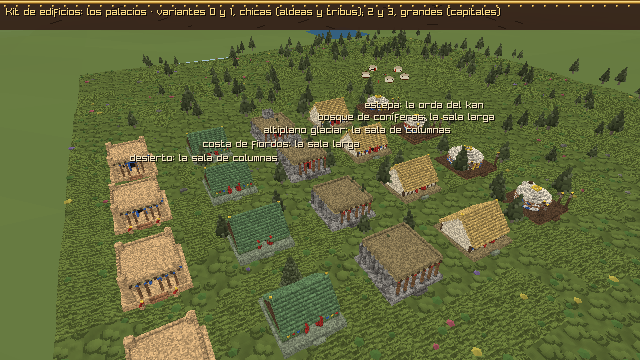 Kit de edificios: los palacios · variantes 0 y 1, chicas (aldeas y tribus); 2 y 3, grandes (capitales)
estepa: la orda del kan
bosque de coníferas: la sala larga
altiplano glaciar: la sala de columnas
costa de fiordos: la sala larga
desierto: la sala de columnas